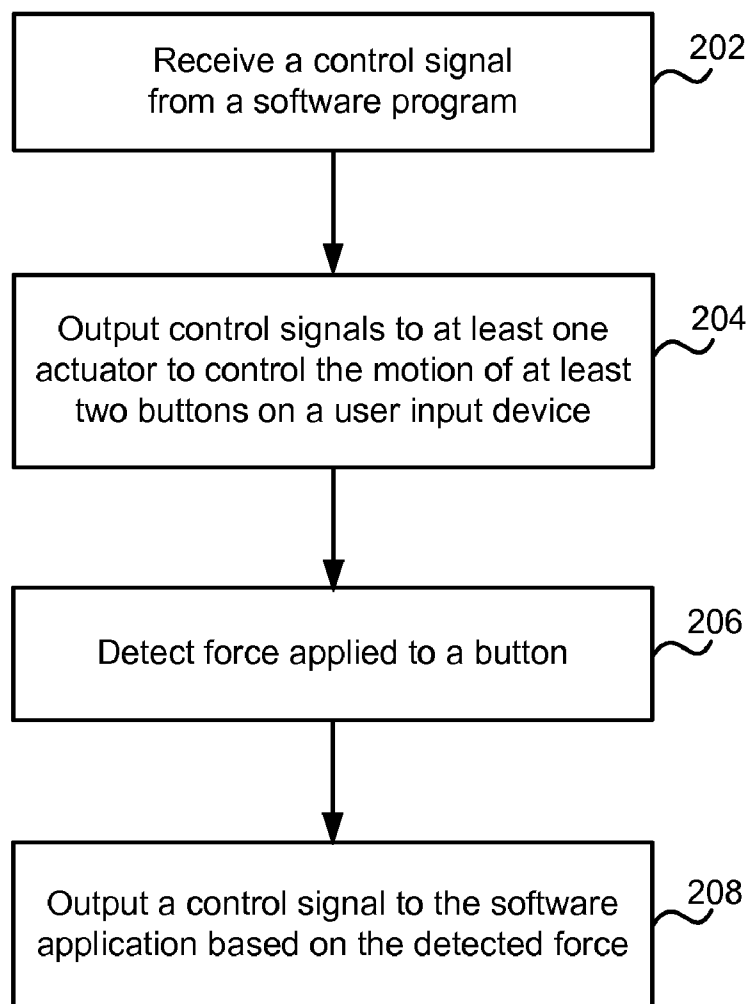 Receive a control signal
from a software program
202
Output control signals to at least one
actuator to control the motion of at least
two buttons on a user input device
204
Detect force applied to a button
206
Output a control signal to the software
application based on the detected force
208